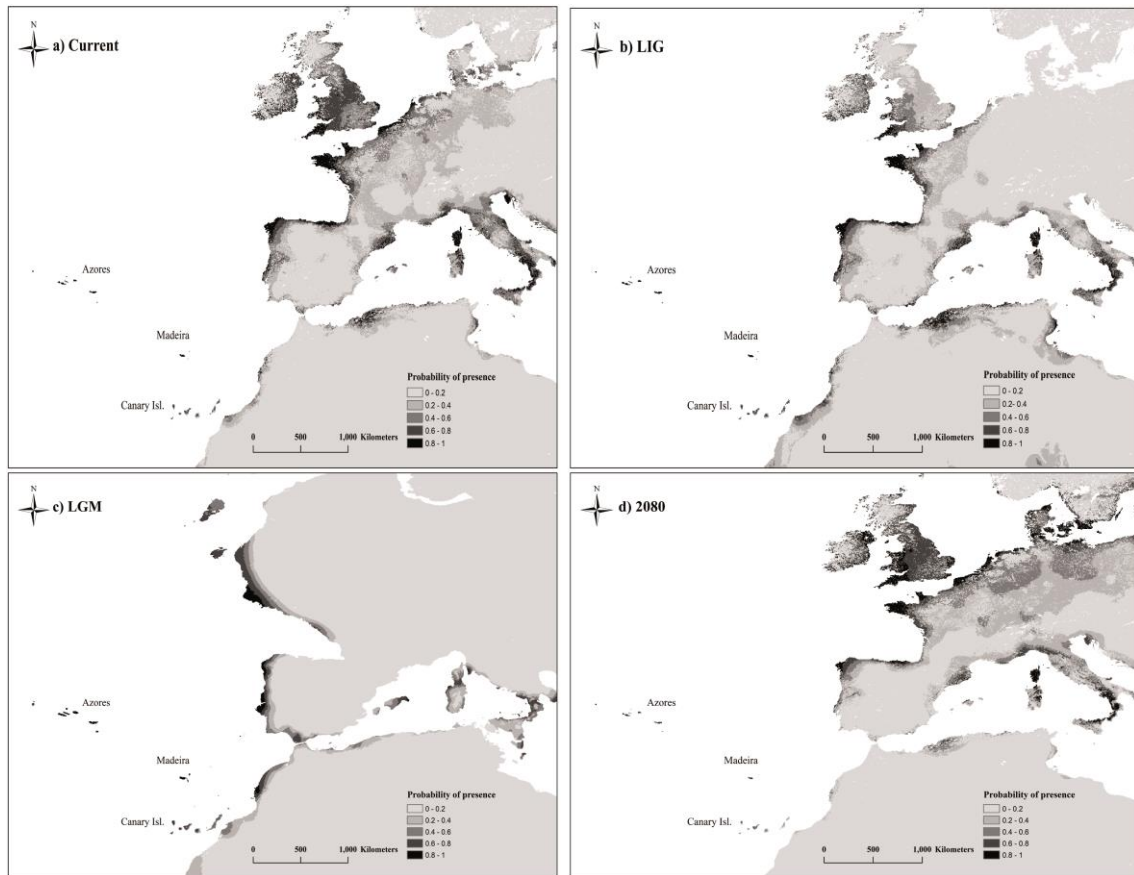 N
a) Current
Azores
Madeira
Canary Isl.
Probability of presence
0 - 0.2
0.2 - 0.4
0.4 - 0.6
0.6 - 0.8
0.8 - 1
0 500 1,000 Kilometers
N
b) LIG
Azores
Madeira
Canary Isl.
Probability of presence
0 - 0.2
0.2- 0.4
0.4 - 0.6
0.6 - 0.8
0.8 - 1
0 500 1,000 Kilometers
N
c) LGM
Azores
Madeira
Canary Isl.
Probability of presence
0 - 0.2
0.2 - 0.4
0.4 - 0.6
0.6 - 0.8
0.8 - 1
0 500 1,000 Kilometers
N
d) 2080
Azores
Madeira
Canary Isl.
Probability of presence
0 - 0.2
0.2 - 0.4
0.4 - 0.6
0.6 - 0.8
0.8 - 1
0 500 1,000 Kilometers